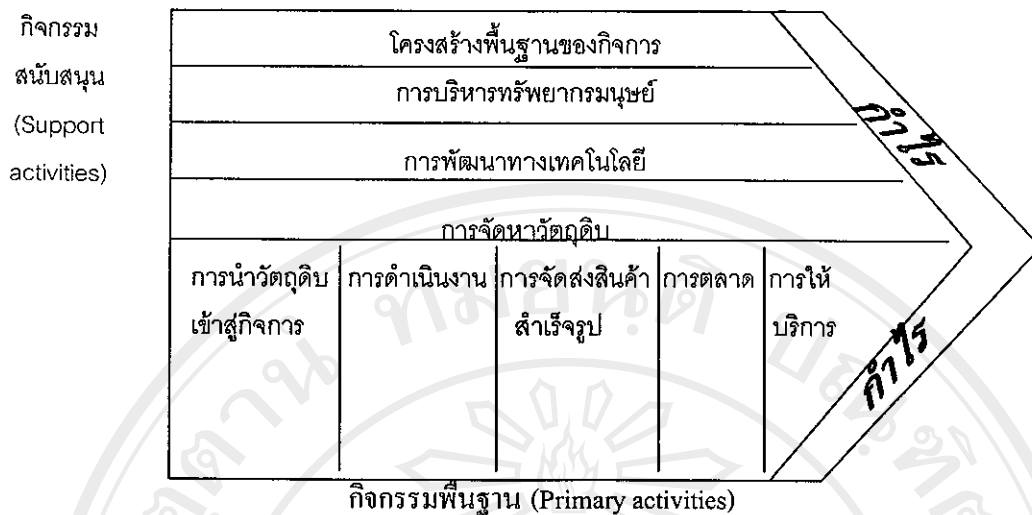 กิจกรรม
สนับสนุน
(Support
activities)
โครงสร้างพื้นฐานของกิจการ
การบริหารทรัพยากรมนุษย์
การพัฒนาทางเทคโนโลยี
การจัดหาวัตถุดิบ
กำไร
การนำวัตถุดิบ
เข้าสู่กิจการ
การดำเนินงาน
การจัดส่งสินค้า
สำเร็จรูป
การตลาด
การให้
บริการ
กำไร
กิจกรรมพื้นฐาน (Primary activities)